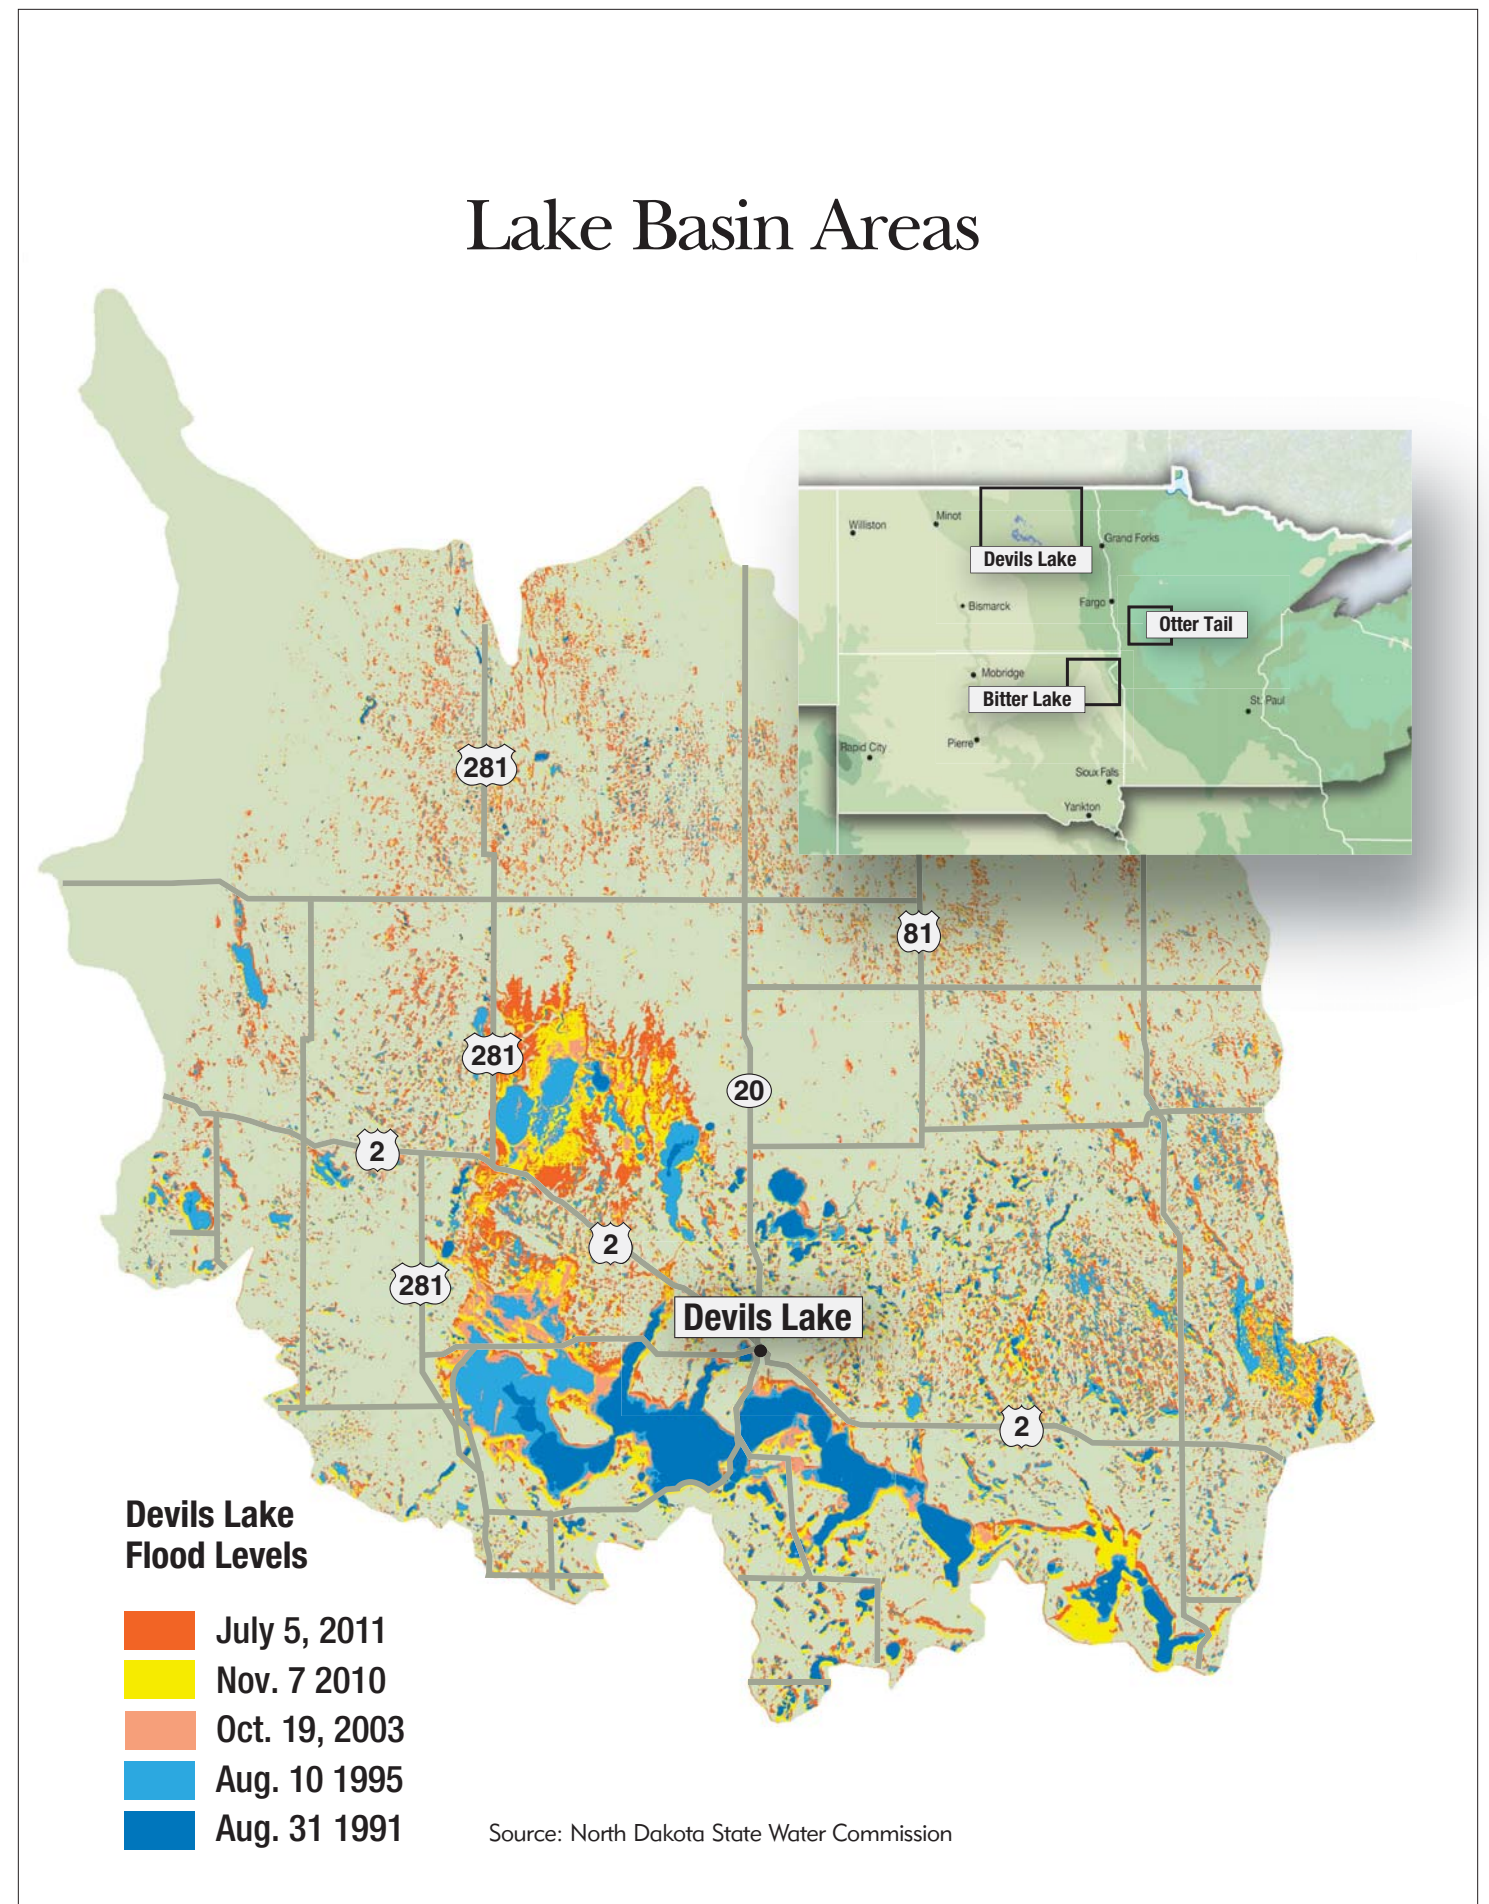 Lake Basin Areas
Williston
Minot
Grand Forks
Devils Lake
Bismarck
Fargo
Otter Tail
Mobridge
Bitter Lake
St. Paul
Rapid City
Pierre
Sioux Falls
Yankton
281
81
281
20
2
2
281
Devils Lake
2
Devils Lake
Flood Levels
July 5, 2011
Nov. 7 2010
Oct. 19, 2003
Aug. 10 1995
Aug. 31 1991
Source: North Dakota State Water Commission